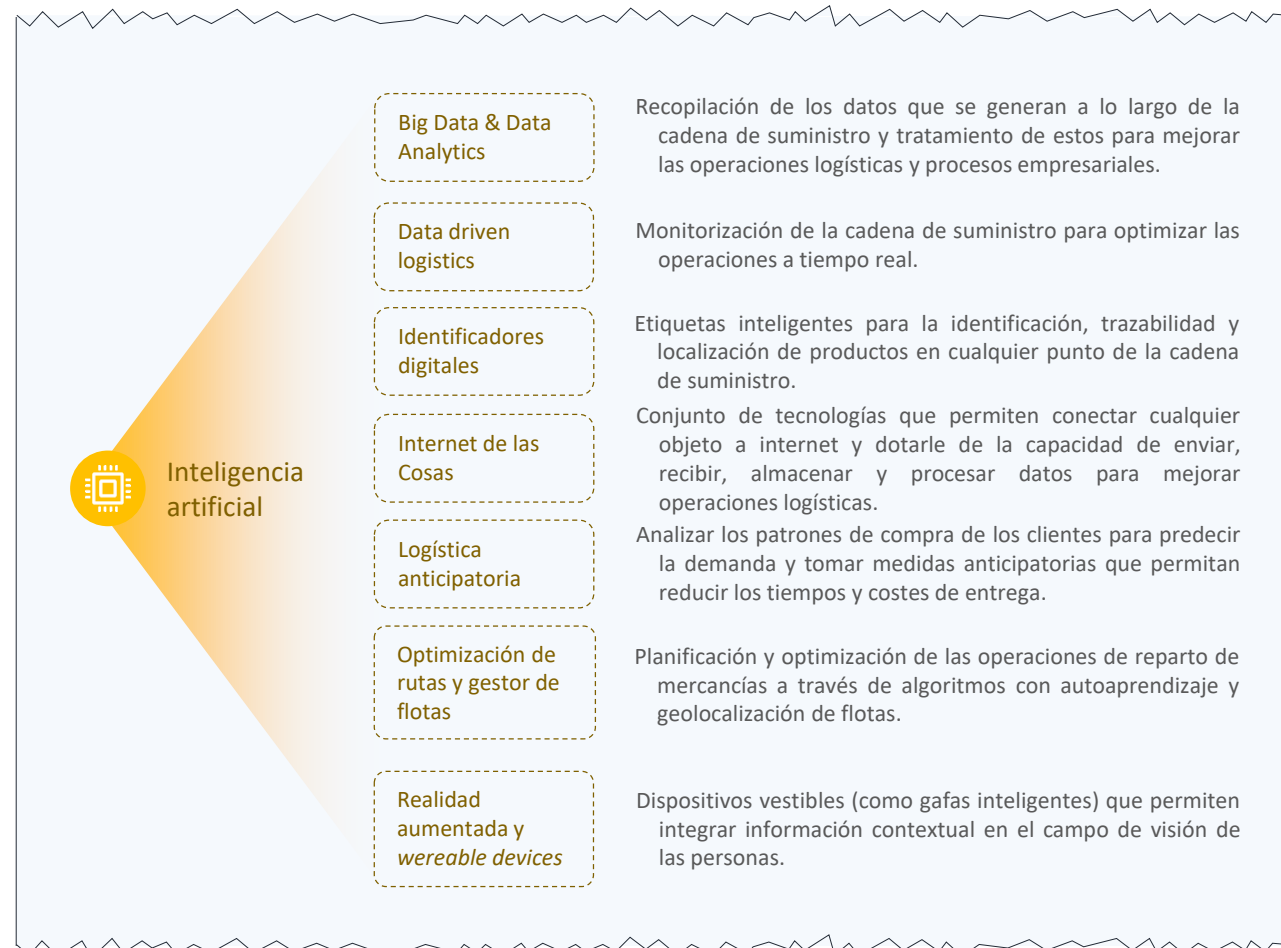 Big Data & Data
Analytics
Recopilación de los datos que se generan a lo largo de la
cadena de suministro y tratamiento de estos para mejorar
las operaciones logísticas y procesos empresariales.
Data driven
logistics
Monitorización de la cadena de suministro para optimizar las
operaciones a tiempo real.
Identificadores
digitales
Etiquetas inteligentes para la identificación, trazabilidad y
localización de productos en cualquier punto de la cadena
de suministro.
Inteligencia
artificial
Internet de las
Cosas
Conjunto de tecnologías que permiten conectar cualquier
objeto a internet y dotarle de la capacidad de enviar,
recibir, almacenar y procesar datos para mejorar
operaciones logísticas.
Logística
anticipatoria
Analizar los patrones de compra de los clientes para predecir
la demanda y tomar medidas anticipatorias que permitan
reducir los tiempos y costes de entrega.
Optimización de
rutas y gestor de
flotas
Planificación y optimización de las operaciones de reparto de
mercancías a través de algoritmos con autoaprendizaje y
geolocalización de flotas.
Realidad
aumentada y
wereable devices
Dispositivos vestibles (como gafas inteligentes) que permiten
integrar información contextual en el campo de visión de
las personas.